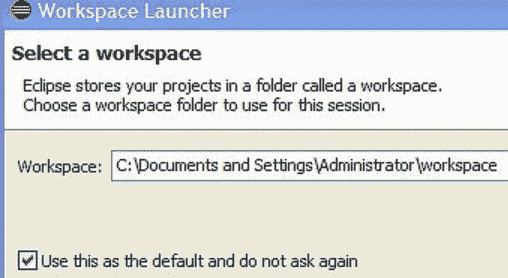 Workspace Launcher
Select a workspace
Eclipse stores your projects in a folder called a workspace.
Choose a workspace folder to use for this session.
Workspace: C:\Documents and Settings\Administrator\workspace
Use this as the default and do not ask again